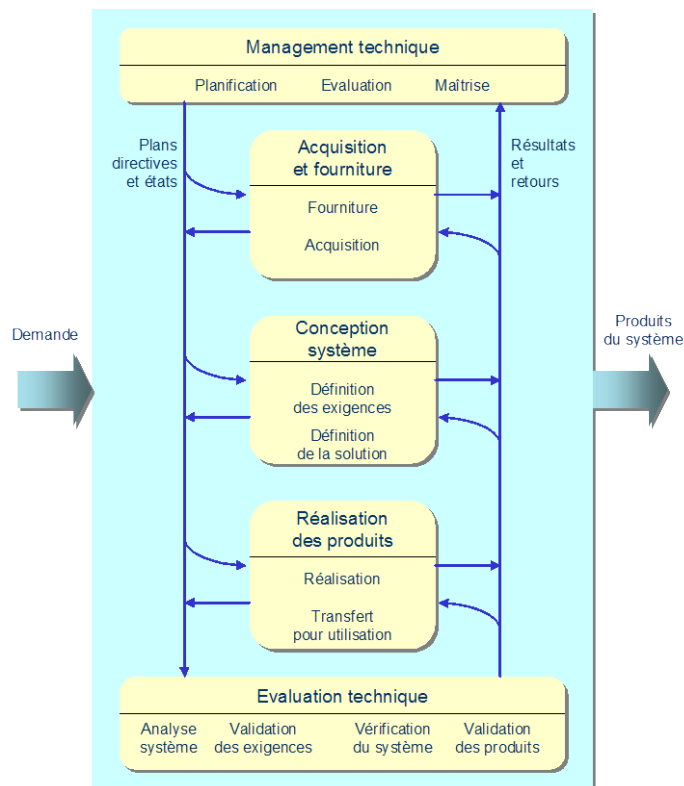 Management technique
Planification Evaluation Maîtrise
Plans
directives
et états
Acquisition
et fourniture
Fourniture
Acquisition
Résultats
et
retours
Demande
Conception
système
Définition
des exigences
Définition
de la solution
Produits
du système
Réalisation
des produits
Réalisation
Transfert
pour utilisation
Evaluation technique
Analyse
système
Validation
des exigences
Vérification
du système
Validation
des produits